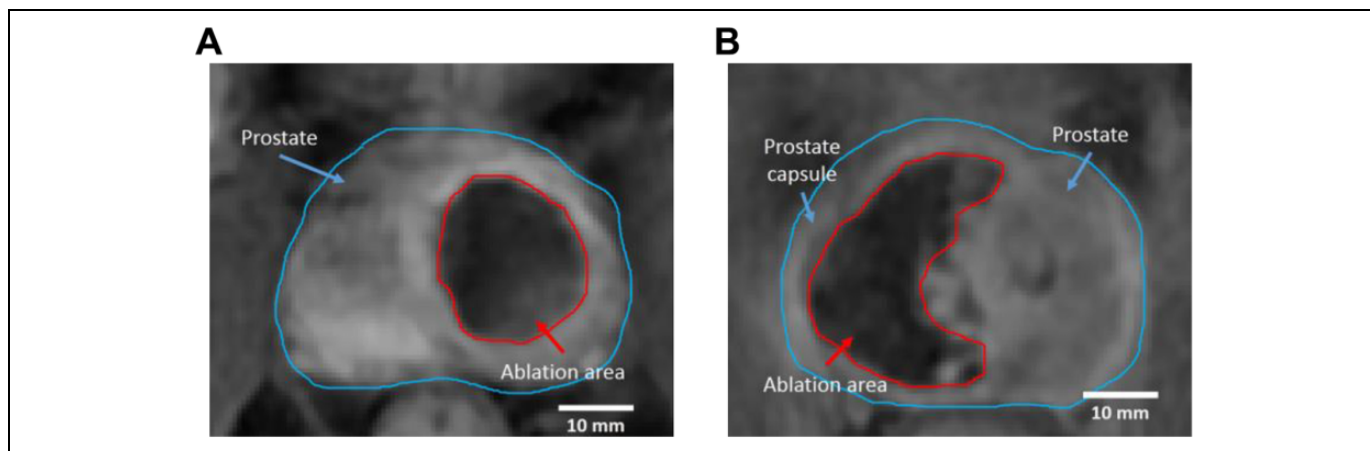 A
Prostate
Ablation area
10 mm
B
Prostate
capsule
Prostate
Ablation area
10 mm